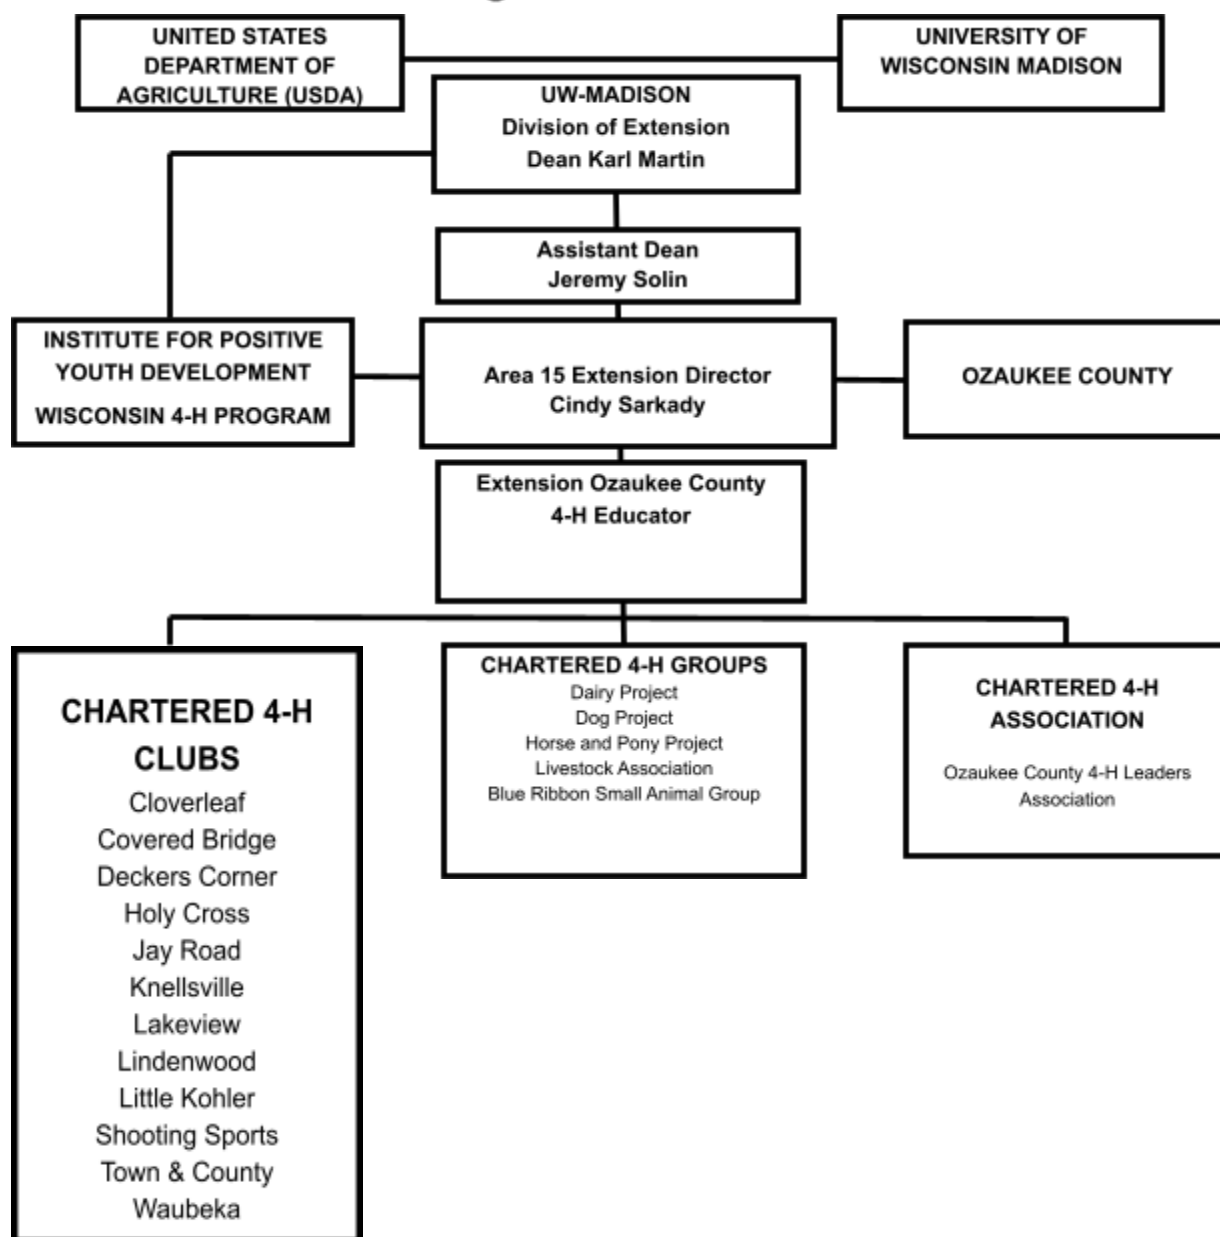 UNITED STATES
DEPARTMENT OF
AGRICULTURE (USDA)
UNIVERSITY OF
WISCONSIN MADISON
UW-MADISON
Division of Extension
Dean Karl Martin
Assistant Dean
Jeremy Solin
INSTITUTE FOR POSITIVE
YOUTH DEVELOPMENT
WISCONSIN 4-H PROGRAM
Area 15 Extension Director
Cindy Sarkady
OZAUKEE COUNTY
Extension Ozaukee County
4-H Educator
CHARTERED 4-H
CLUBS
Cloverleaf
Covered Bridge
Deckers Corner
Holy Cross
Jay Road
Knellsville
Lakeview
Lindenwood
Little Kohler
Shooting Sports
Town & County
Waubeka
CHARTERED 4-H GROUPS
Dairy Project
Dog Project
Horse and Pony Project
Livestock Association
Blue Ribbon Small Animal Group
CHARTERED 4-H
ASSOCIATION
Ozaukee County 4-H Leaders
Association